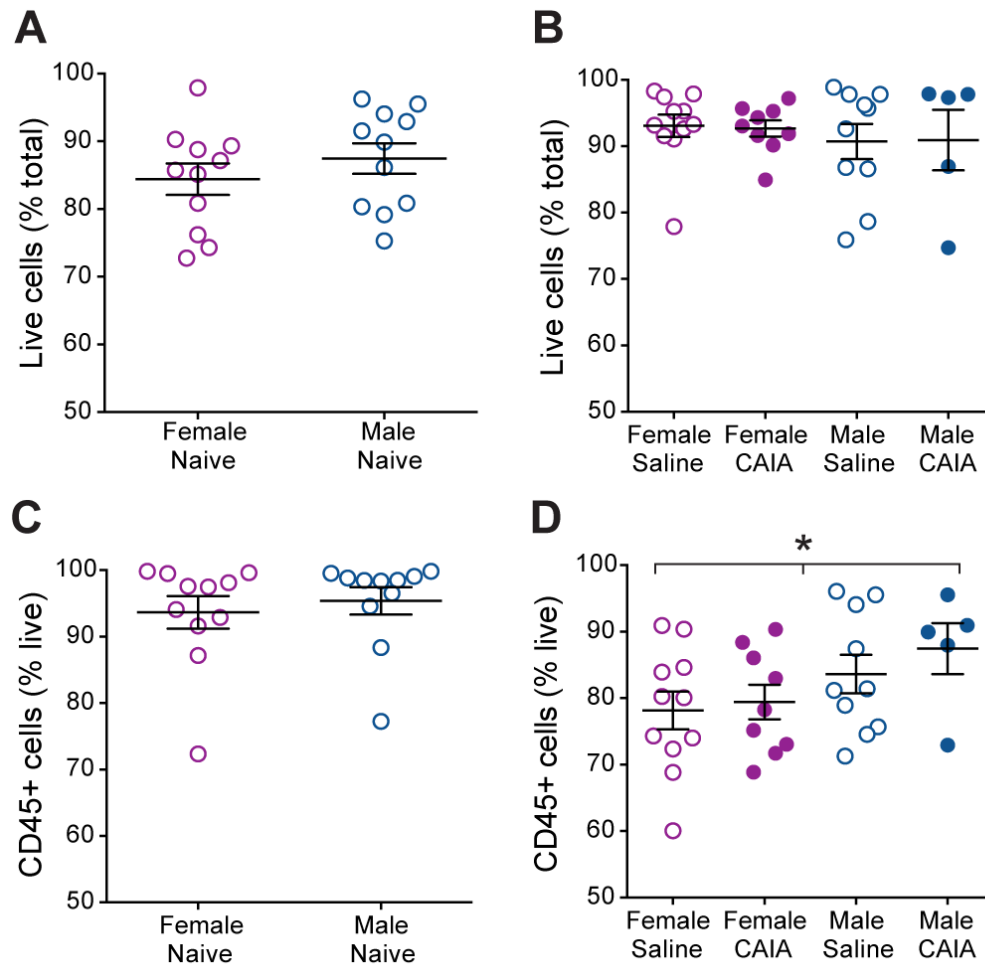 A
Live cells (% total)
100
90
80
70
60
50
Female
Naive
Male
Naive
B
Live cells (% total)
100
90
80
70
60
50
Female
Saline
Female
CAIA
Male
Saline
Male
CAIA
C
CD45+ cells (% live)
100
90
80
70
60
50
Female
Naive
Male
Naive
D
CD45+ cells (% live)
*
100
90
80
70
60
50
Female
Saline
Female
CAIA
Male
Saline
Male
CAIA